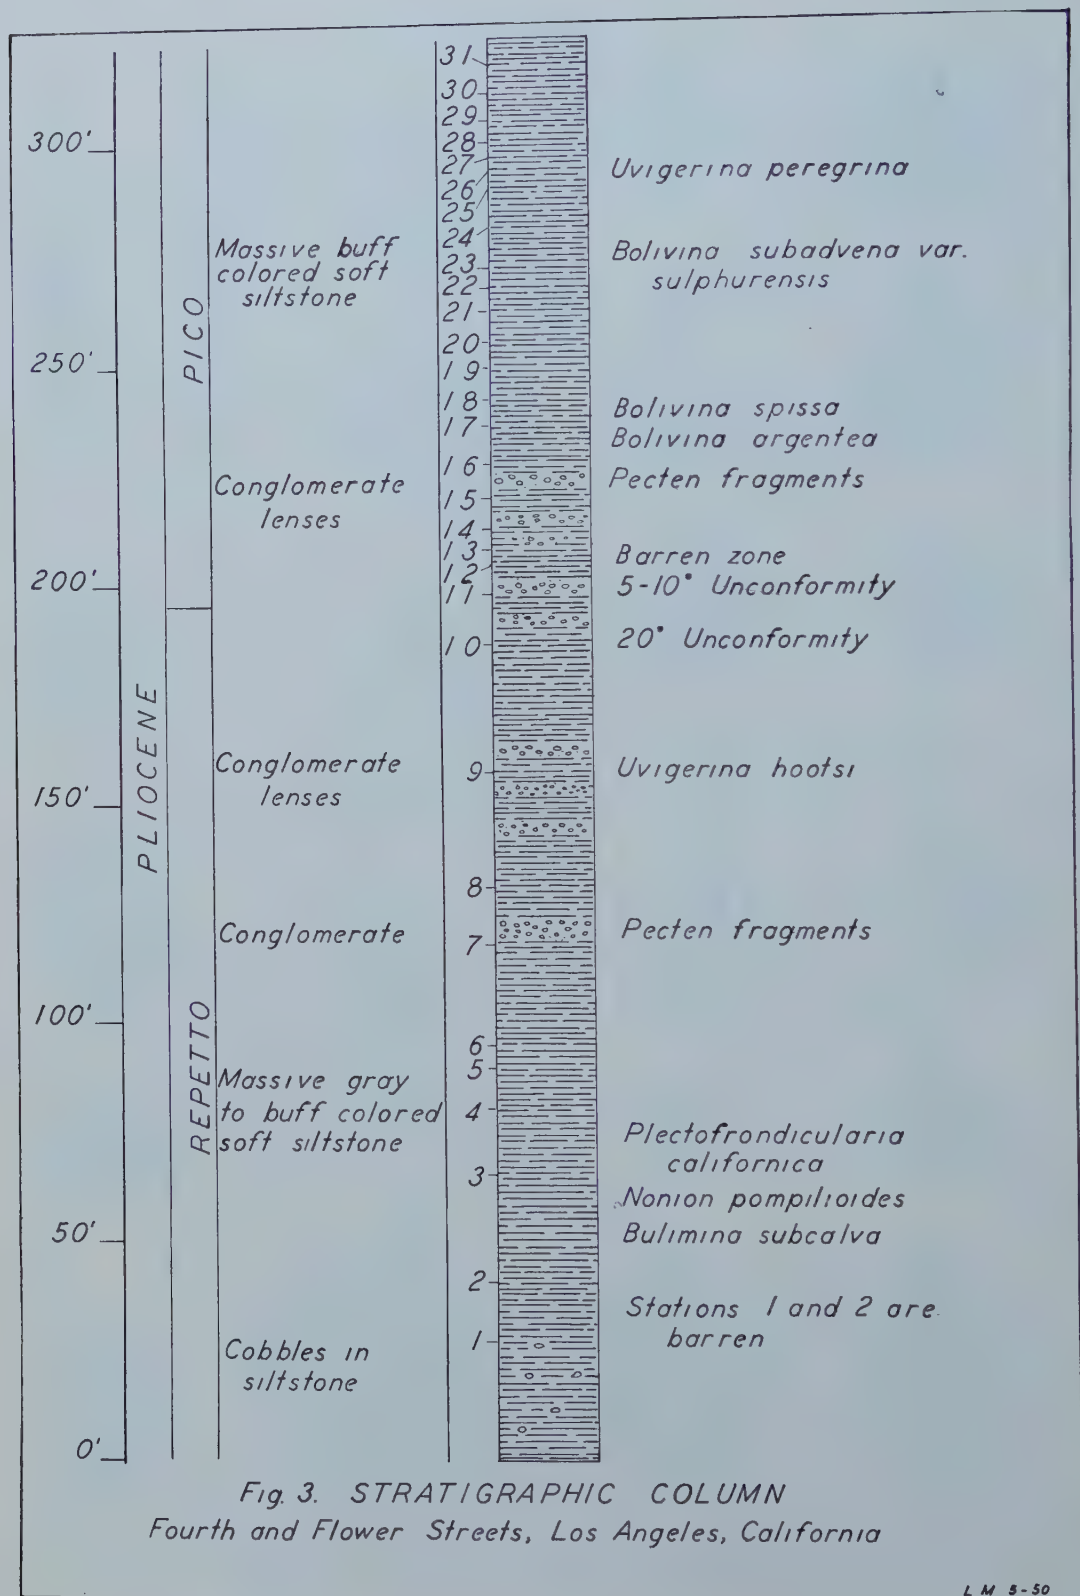 300'
250'
200'
150'
100'
50'
0'
PLIOCENE
PICO
REPETTO
Massive buff
colored soft
siltstone
Conglomerate
lenses
Conglomerate
lenses
Conglomerate
Massive gray
to buff colored
soft siltstone
Cobbles in
siltstone
31
30
29
28
27
26
25
24
23
22
21
20
19
18
17
16
15
14
13
12
11
10
9
8
7
6
5
4
3
2
1
Uvigerina peregrina
Bolivina subadvena var.
sulphurensis
Bolivina spissa
Bolivina argentea
Pecten fragments
Barren zone
5-10° Unconformity
20° Unconformity
Uvigerina hootsi
Pecten fragments
Plectofrondicularia
californica
Nonion pompilioides
Bulimina subcalva
Stations 1 and 2 are
barren
Fig. 3. STRATIGRAPHIC COLUMN
Fourth and Flower Streets, Los Angeles, California
L M 5-50